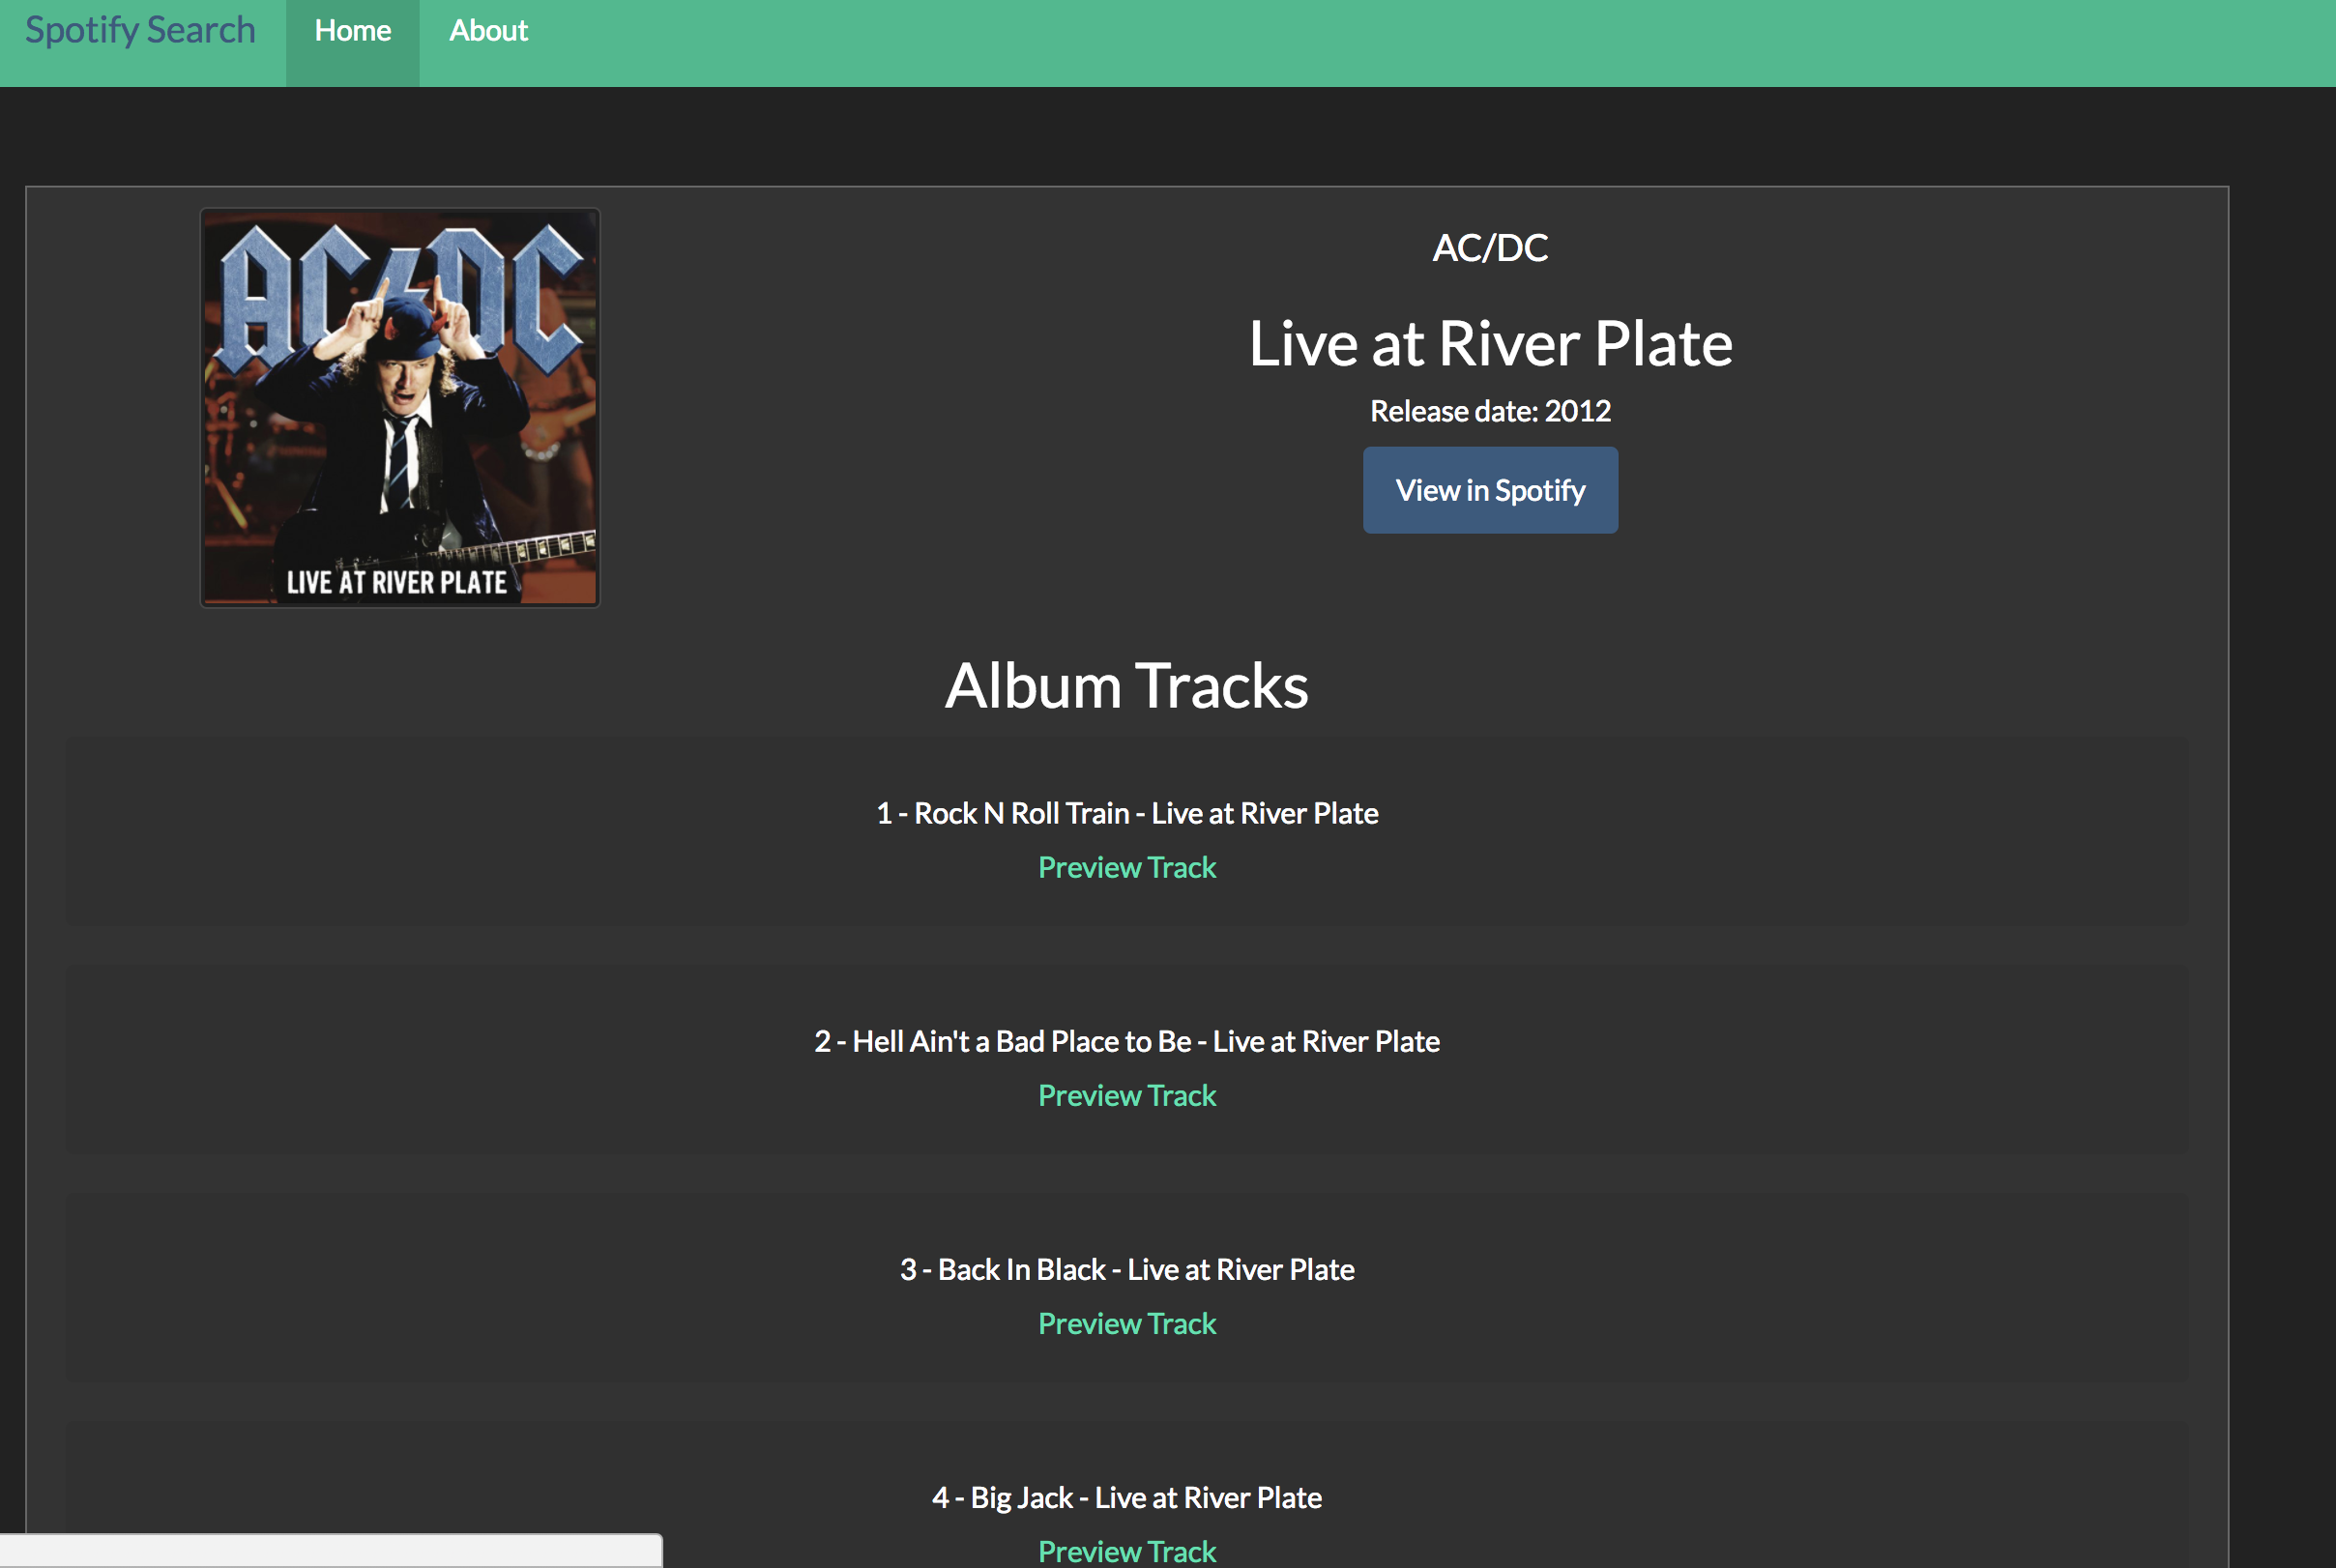 Spotify Search Home About
AC/DC
LIVE AT RIVER PLATE
AC/DC
Live at River Plate
Release date: 2012
View in Spotify
Album Tracks
1 - Rock N Roll Train - Live at River Plate
Preview Track
2 - Hell Ain't a Bad Place to Be - Live at River Plate
Preview Track
3 - Back In Black - Live at River Plate
Preview Track
4 - Big Jack - Live at River Plate
Preview Track